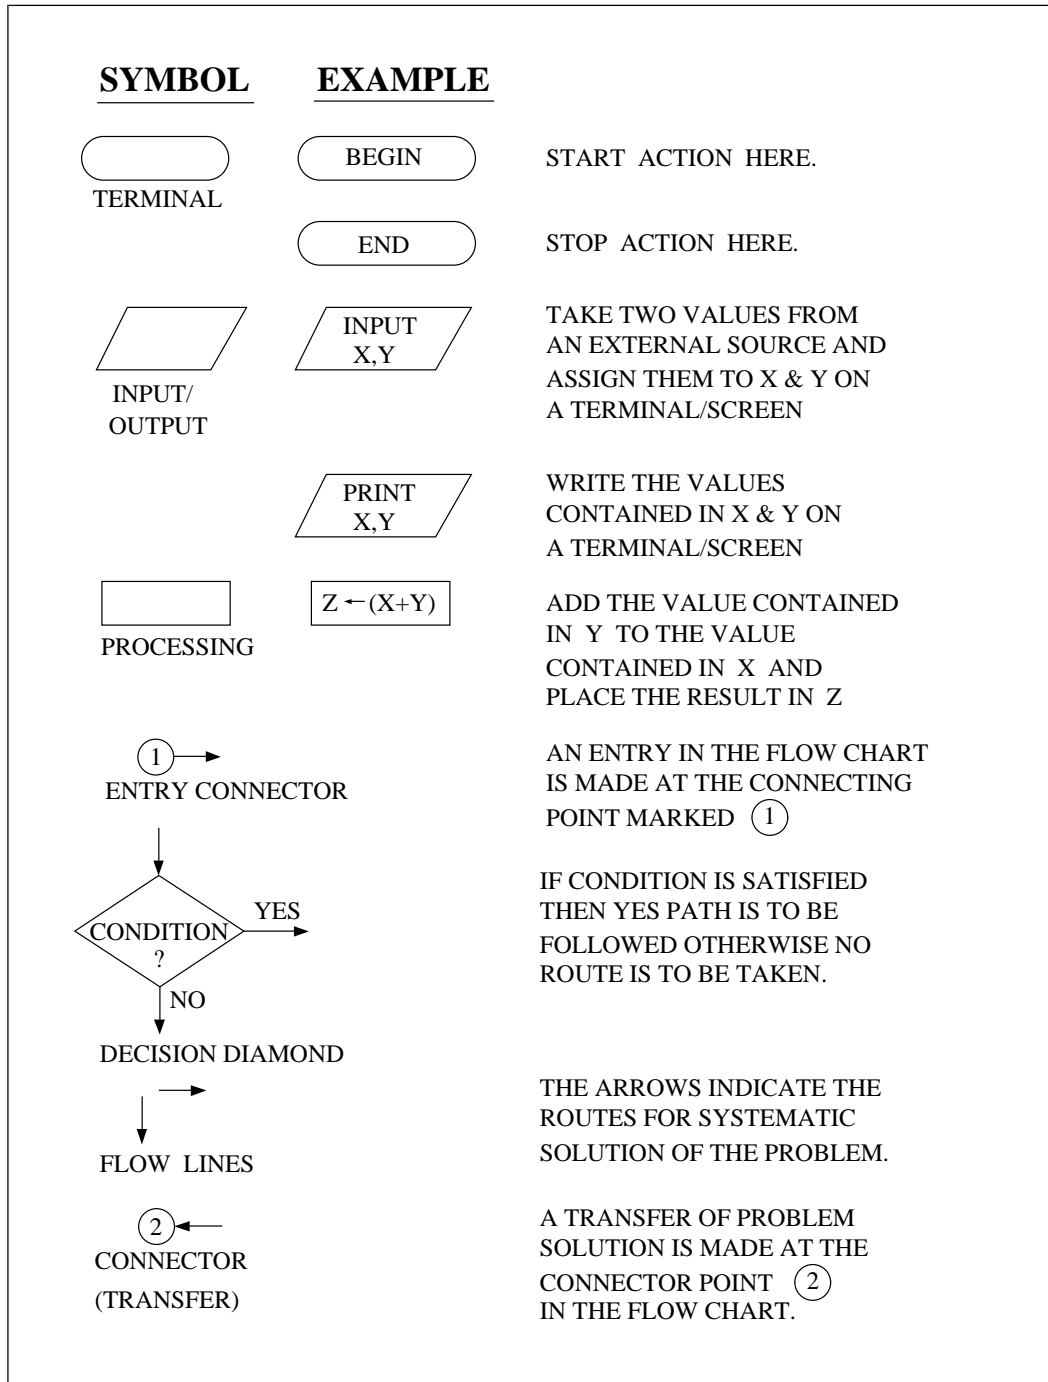 SYMBOL EXAMPLE
BEGIN START ACTION HERE.
TERMINAL
END STOP ACTION HERE.
INPUT
X,Y
TAKE TWO VALUES FROM
AN EXTERNAL SOURCE AND
ASSIGN THEM TO X & Y ON
A TERMINAL/SCREEN
INPUT/
OUTPUT
PRINT
X,Y
WRITE THE VALUES
CONTAINED IN X & Y ON
A TERMINAL/SCREEN
Z ← (X+Y)
PROCESSING
ADD THE VALUE CONTAINED
IN Y TO THE VALUE
CONTAINED IN X AND
PLACE THE RESULT IN Z
1
ENTRY CONNECTOR
AN ENTRY IN THE FLOW CHART
IS MADE AT THE CONNECTING
POINT MARKED 1
CONDITION
?
YES
NO
DECISION DIAMOND
IF CONDITION IS SATISFIED
THEN YES PATH IS TO BE
FOLLOWED OTHERWISE NO
ROUTE IS TO BE TAKEN.
FLOW LINES
THE ARROWS INDICATE THE
ROUTES FOR SYSTEMATIC
SOLUTION OF THE PROBLEM.
2
CONNECTOR
(TRANSFER)
A TRANSFER OF PROBLEM
SOLUTION IS MADE AT THE
CONNECTOR POINT 2
IN THE FLOW CHART.